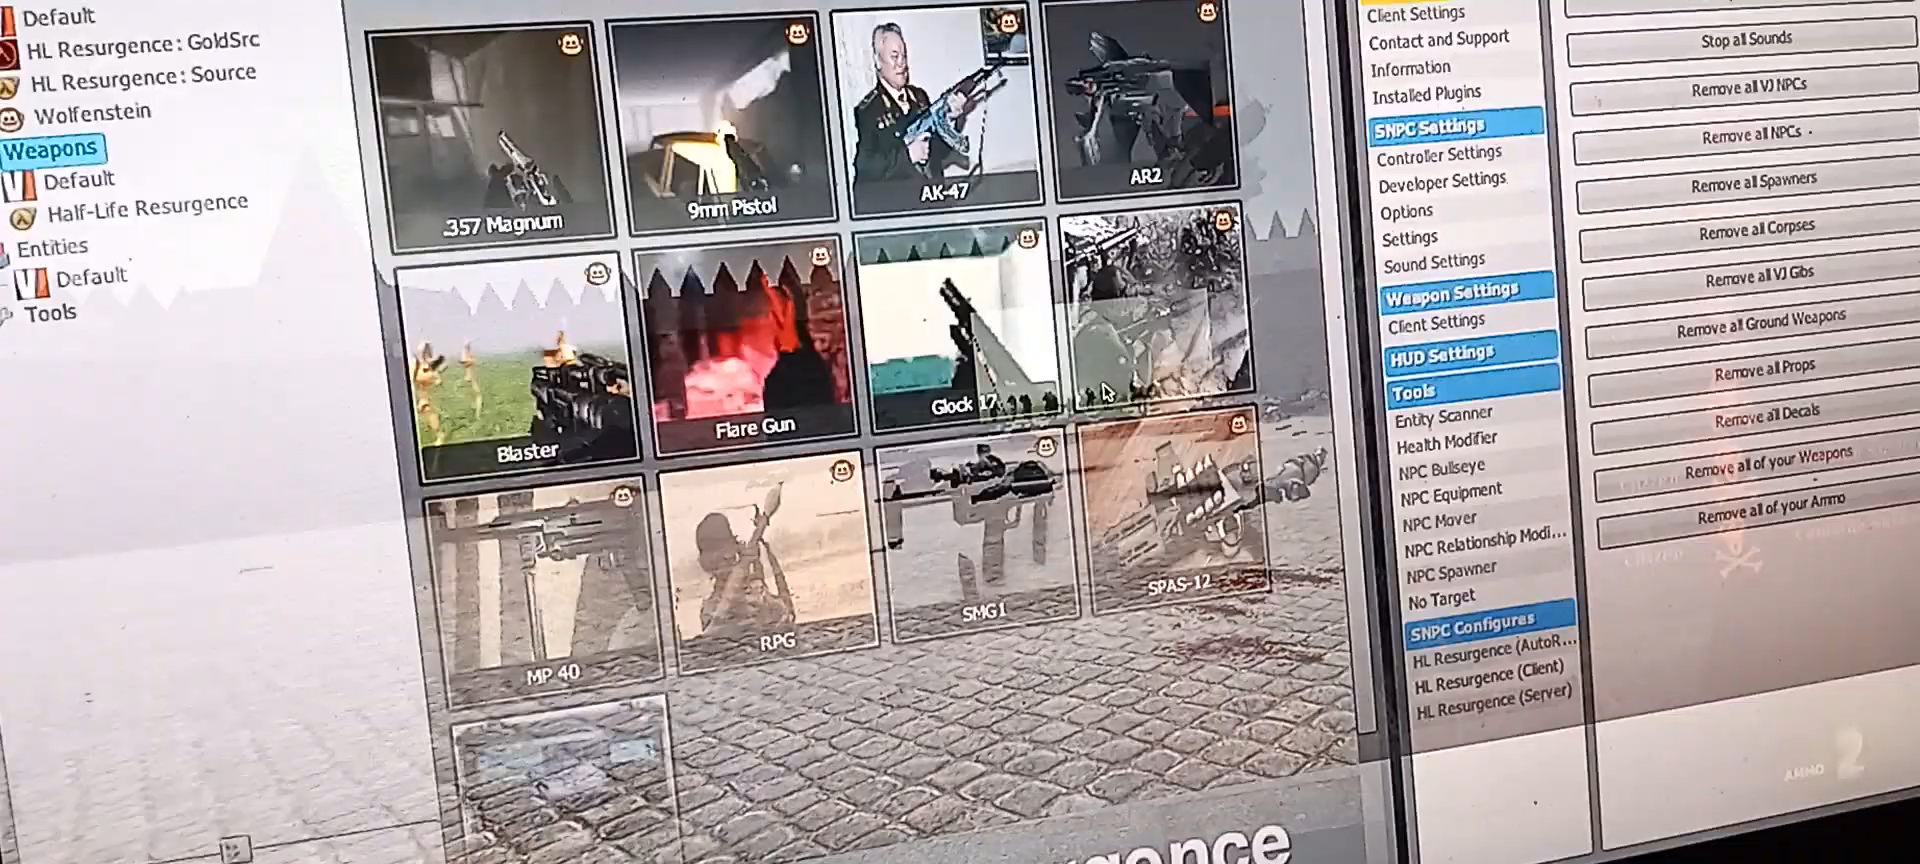 Default
HL Resurgence: GoldSrc
HL Resurgence: Source
Wolfenstein
Weapons
Default
Half-Life Resurgence
Entities
Default
Tools
.357 Magnum
9mm Pistol
AK-47
AR2
Blaster
Flare Gun
Glock 17
MP 40
RPG
SMG1
SPAS-12
Client Settings
Contact and Support
Information
Installed Plugins
SNPC Settings
Controller Settings
Developer Settings
Options
Settings
Sound Settings
Weapon Settings
Client Settings
HUD Settings
Tools
Entity Scanner
Health Modifier
NPC Bullseye
NPC Equipment
NPC Mover
NPC Relationship Modi...
NPC Spawner
No Target
SNPC Configures
HL Resurgence (AutoR...
HL Resurgence (Client)
HL Resurgence (Server)
Stop all Sounds
Remove all VJ NPCs
Remove all NPCs
Remove all Spawners
Remove all Corpses
Remove all VJ Gibs
Remove all Ground Weapons
Remove all Props
Remove all Decals
Remove all of your Weapons
Remove all of your Ammo
Citizen
AMMO 2